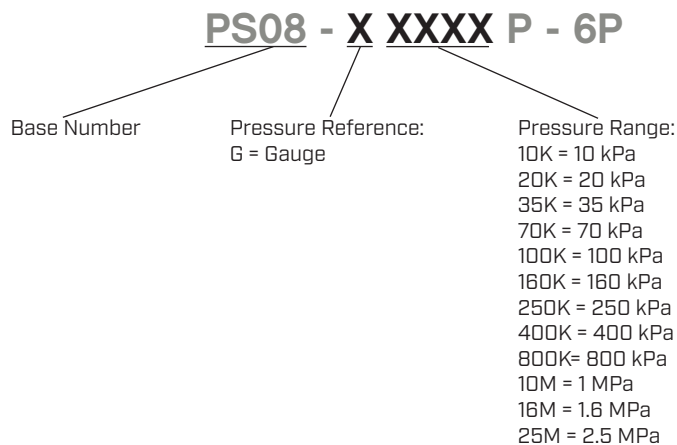 PS08 - X XXXX P - 6P
Base Number
Pressure Reference:
G = Gauge
Pressure Range:
10K = 10 kPa
20K = 20 kPa
35K = 35 kPa
70K = 70 kPa
100K = 100 kPa
160K = 160 kPa
250K = 250 kPa
400K = 400 kPa
800K= 800 kPa
10M = 1 MPa
16M = 1.6 MPa
25M = 2.5 MPa